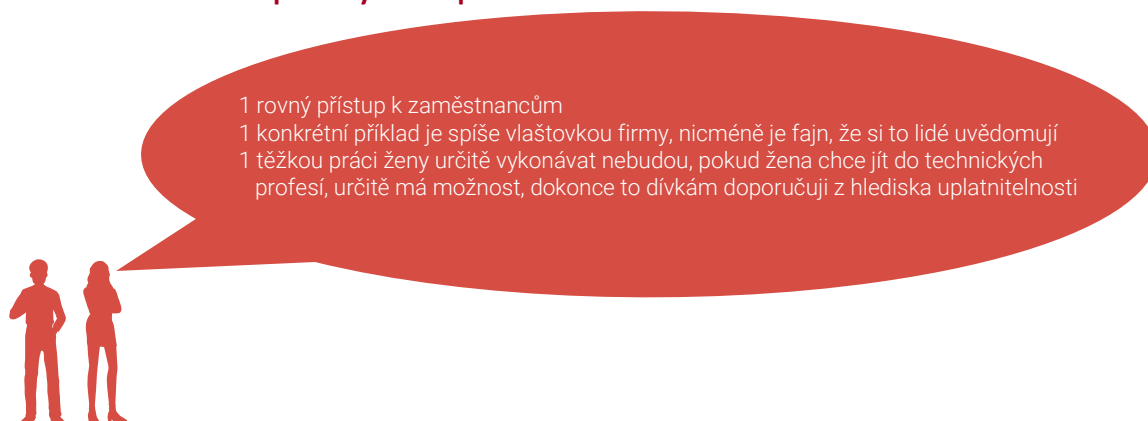 1 rovný přístup k zaměstnancům
1 konkrétní příklad je spíše vlaštovkou firmy, nicméně je fajn, že si to lidé uvědomují
1 těžkou práci ženy určitě vykonávat nebudou, pokud žena chce jít do technických
profesí, určitě má možnost, dokonce to dívkám doporučuji z hlediska uplatnitelnosti